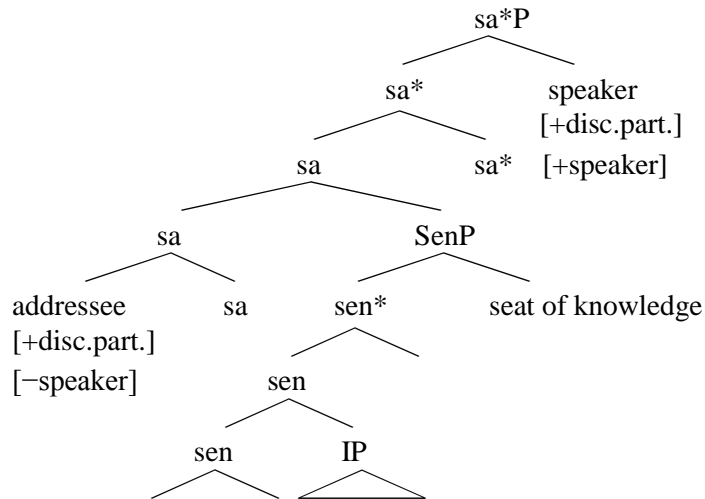 sa*P
sa* speaker
[+disc.part.]
sa sa* [+speaker]
sa SenP
addressee sa sen* seat of knowledge
[+disc.part.]
[−speaker] sen
sen IP